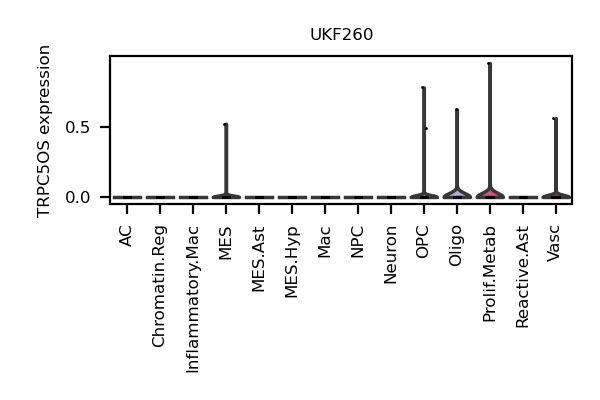 UKF260
TRPC5OS expression
0.5
0.0
AC
Chromatin.Reg
Inflammatory.Mac
MES
MES.Ast
MES.Hyp
Mac
NPC
Neuron
OPC
Oligo
Prolif.Metab
Reactive.Ast
Vasc